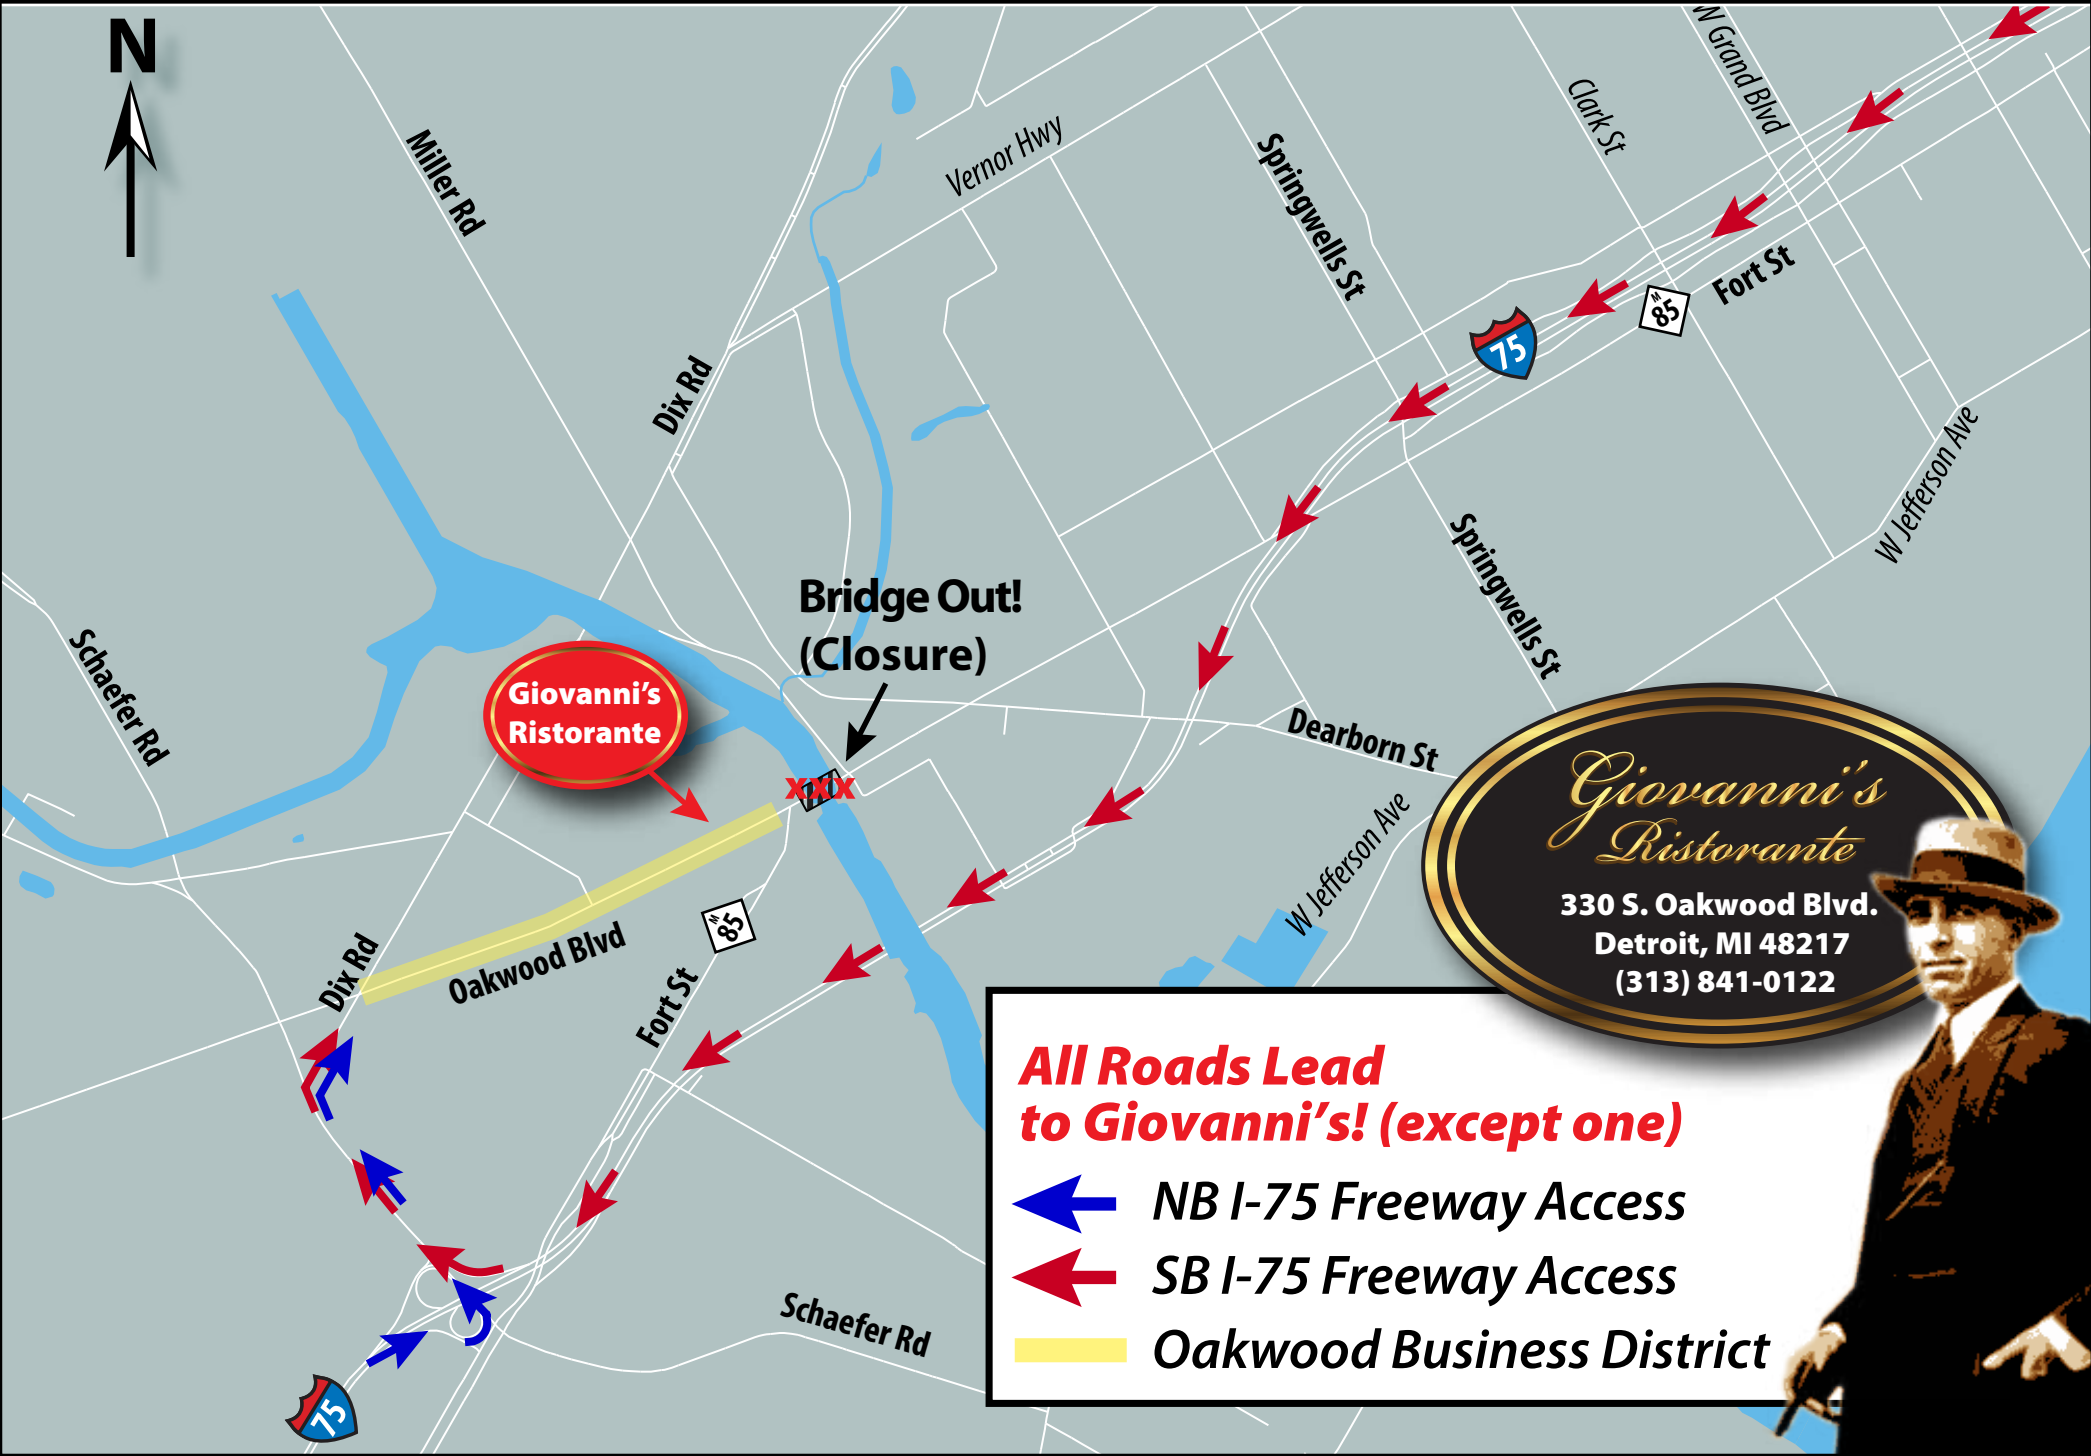 N
Miller Rd
Vernor Hwy
Springwells St
Clark St
W Grand Blvd
Fort St
M
85
75
Dix Rd
W Jefferson Ave
Springwells St
Bridge Out!
(Closure)
Schaefer Rd
Giovanni's
Ristorante
xxx
Dearborn St
W Jefferson Ave
Oakwood Blvd
Dix Rd
M
85
Fort St
Schaefer Rd
75
Giovanni's
Ristorante
330 S. Oakwood Blvd.
Detroit, MI 48217
(313) 841-0122
All Roads Lead
to Giovanni's! (except one)
NB I-75 Freeway Access
SB I-75 Freeway Access
Oakwood Business District